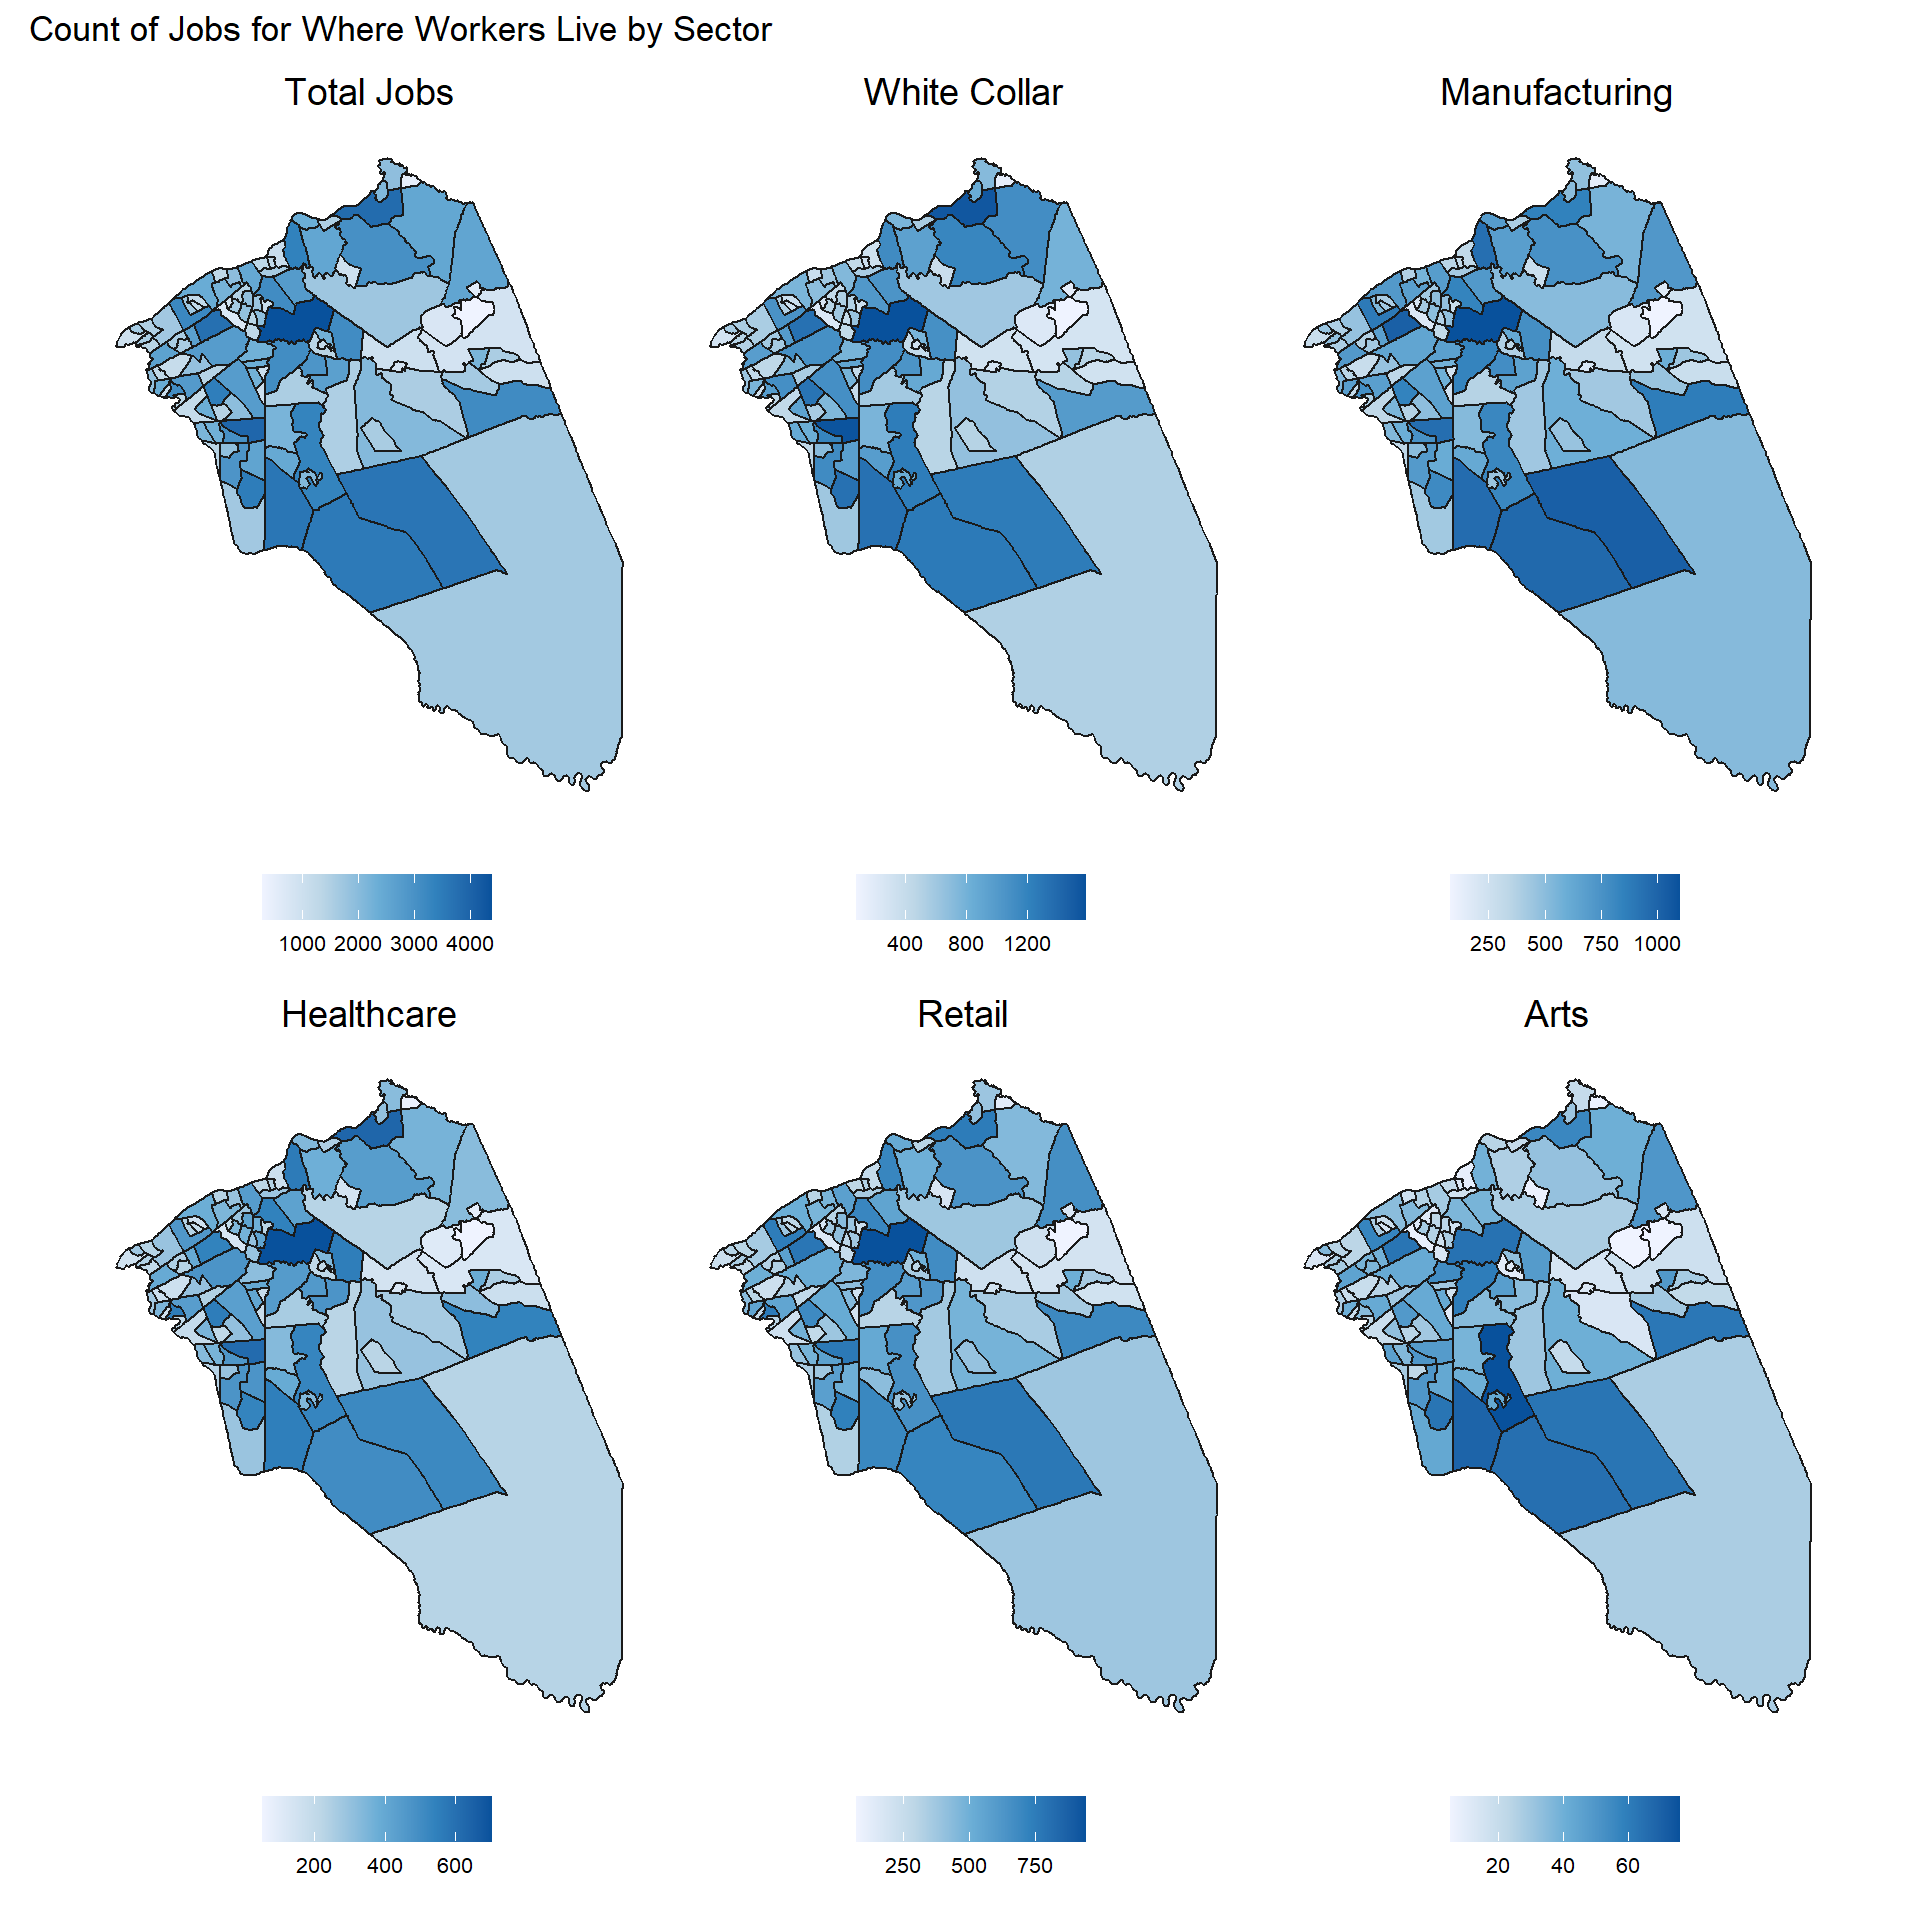 Count of Jobs for Where Workers Live by Sector
Total Jobs
White Collar
Manufacturing
1000 2000 3000 4000
400 800 1200
250 500 750 1000
Healthcare
Retail
Arts
200 400 600
250 500 750
20 40 60